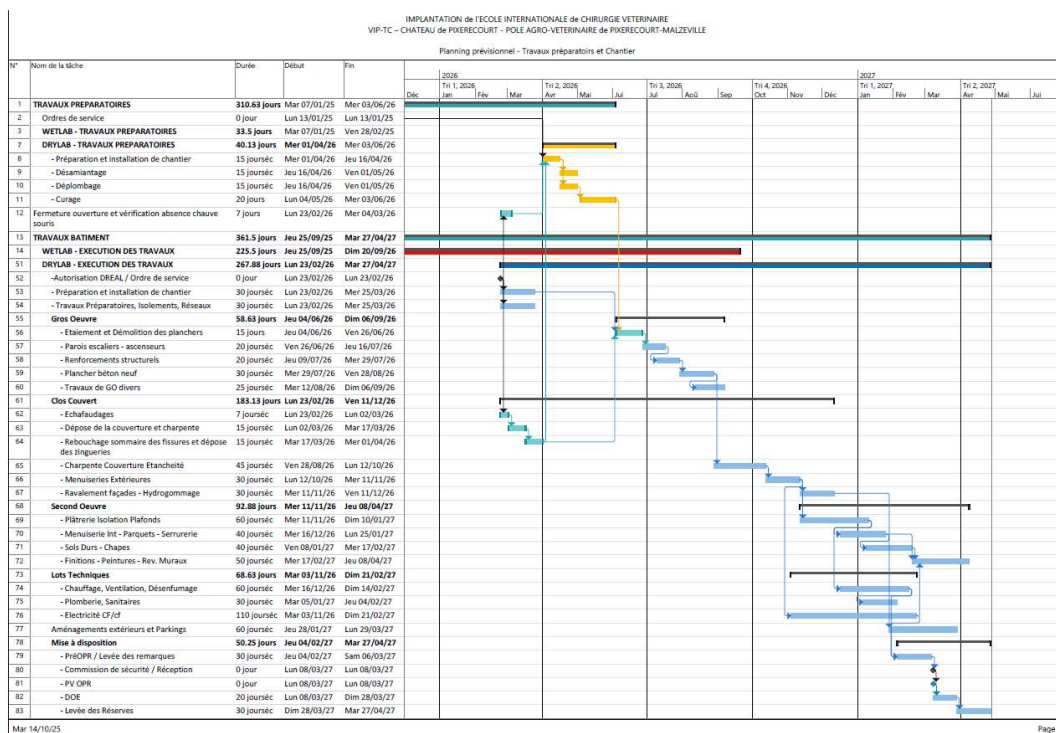 IMPLANTATION de l'ECOLE INTERNATIONALE de CHIRURGIE VETERINAIRE
VIP-TC – CHATEAU de PIXERECOURT - POLE AGRO-VETERINAIRE de PIXERECOURT-MALZEVILLE
Planning prévisionnel - Travaux préparatoirs et Chantier
N° Nom de la tâche Durée Début Fin
2026 2027
Tri 1, 2026 Tri 2, 2026 Tri 3, 2026 Tri 4, 2026 Tri 1, 2027 Tri 2, 2027
Déc Jan Fév Mar Avr Mai Jui Jul Aoû Sep Oct Nov Déc Jan Fév Mar Avr Mai Jui
1 TRAVAUX PREPARATOIRES 310.63 jours Mar 07/01/25 Mer 03/06/26
2 Ordres de service 0 jour Lun 13/01/25 Lun 13/01/25
3 WETLAB - TRAVAUX PREPARATOIRES 33.5 jours Mar 07/01/25 Ven 28/02/25
7 DRYLAB - TRAVAUX PREPARATOIRES 40.13 jours Mer 01/04/26 Mer 03/06/26
8 - Préparation et installation de chantier 15 jourséc Mer 01/04/26 Jeu 16/04/26
9 - Désamiantage 15 jourséc Jeu 16/04/26 Ven 01/05/26
10 - Déplombage 15 jourséc Jeu 16/04/26 Ven 01/05/26
11 - Curage 20 jours Lun 04/05/26 Mer 03/06/26
12 Fermeture ouverture et vérification absence chauve souris 7 jours Lun 23/02/26 Mer 04/03/26
13 TRAVAUX BATIMENT 361.5 jours Jeu 25/09/25 Mar 27/04/27
14 WETLAB - EXECUTION DES TRAVAUX 225.5 jours Jeu 25/09/25 Dim 20/09/26
51 DRYLAB - EXECUTION DES TRAVAUX 267.88 jours Lun 23/02/26 Mar 27/04/27
52 -Autorisation DREAL / Ordre de service 0 jour Lun 23/02/26 Lun 23/02/26
53 - Préparation et installation de chantier 30 jourséc Lun 23/02/26 Mer 25/03/26
54 - Travaux Préparatoires, Isolements, Réseaux 30 jourséc Lun 23/02/26 Mer 25/03/26
55 Gros Oeuvre 58.63 jours Jeu 04/06/26 Dim 06/09/26
56 - Etaiement et Démolition des planchers 15 jours Jeu 04/06/26 Ven 26/06/26
57 - Parois escaliers - ascenseurs 20 jourséc Ven 26/06/26 Jeu 16/07/26
58 - Renforcements structurels 20 jourséc Jeu 09/07/26 Mer 29/07/26
59 - Plancher béton neuf 30 jourséc Mer 29/07/26 Ven 28/08/26
60 - Travaux de GO divers 25 jourséc Mer 12/08/26 Dim 06/09/26
61 Clos Couvert 183.13 jours Lun 23/02/26 Ven 11/12/26
62 - Echafaudages 7 jourséc Lun 23/02/26 Lun 02/03/26
63 - Dépose de la couverture et charpente 15 jourséc Lun 02/03/26 Mar 17/03/26
64 - Rebouchage sommaire des fissures et dépose des zingueries 15 jourséc Mar 17/03/26 Mer 01/04/26
65 - Charpente Couverture Etancheité 45 jourséc Ven 28/08/26 Lun 12/10/26
66 - Menuiseries Extérieures 30 jourséc Lun 12/10/26 Mer 11/11/26
67 - Ravalement façades - Hydrogommage 30 jourséc Mer 11/11/26 Ven 11/12/26
68 Second Oeuvre 92.88 jours Mer 11/11/26 Jeu 08/04/27
69 - Plâtrerie Isolation Plafonds 60 jourséc Mer 11/11/26 Dim 10/01/27
70 - Menuiserie Int - Parquets - Serrurerie 40 jourséc Mer 16/12/26 Lun 25/01/27
71 - Sols Durs - Chapes 40 jourséc Ven 08/01/27 Mer 17/02/27
72 - Finitions - Peintures - Rev. Muraux 50 jourséc Mer 17/02/27 Jeu 08/04/27
73 Lots Techniques 68.63 jours Mar 03/11/26 Dim 21/02/27
74 - Chauffage, Ventilation, Désenfumage 60 jourséc Mer 16/12/26 Dim 14/02/27
75 - Plomberie, Sanitaires 30 jourséc Mar 05/01/27 Jeu 04/02/27
76 - Electricité CF/cf 110 jourséc Mar 03/11/26 Dim 21/02/27
77 Aménagements extérieurs et Parkings 60 jourséc Jeu 28/01/27 Lun 29/03/27
78 Mise à disposition 50.25 jours Jeu 04/02/27 Mar 27/04/27
79 - PréOPR / Levée des remarques 30 jourséc Jeu 04/02/27 Sam 06/03/27
80 - Commission de sécurité / Réception 0 jour Lun 08/03/27 Lun 08/03/27
81 - PV OPR 0 jour Lun 08/03/27 Lun 08/03/27
82 - DOE 20 jourséc Lun 08/03/27 Dim 28/03/27
83 - Levée des Réserves 30 jourséc Dim 28/03/27 Mar 27/04/27
Mar 14/10/25 Page